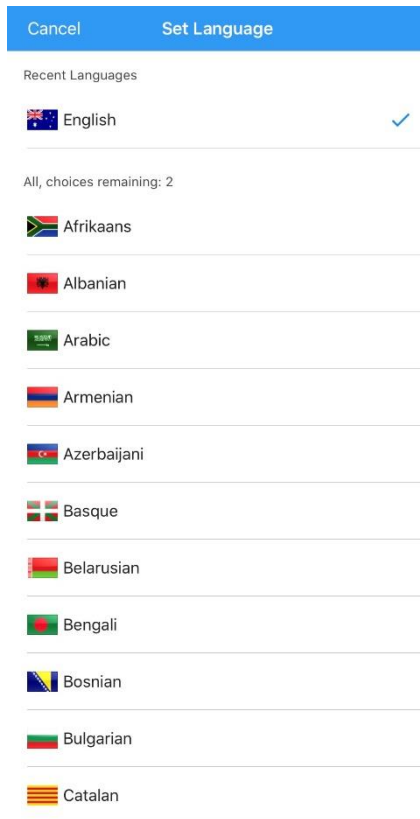 Cancel Set Language
Recent Languages
English
All, choices remaining: 2
Afrikaans
Albanian
Arabic
Armenian
Azerbaijani
Basque
Belarusian
Bengali
Bosnian
Bulgarian
Catalan